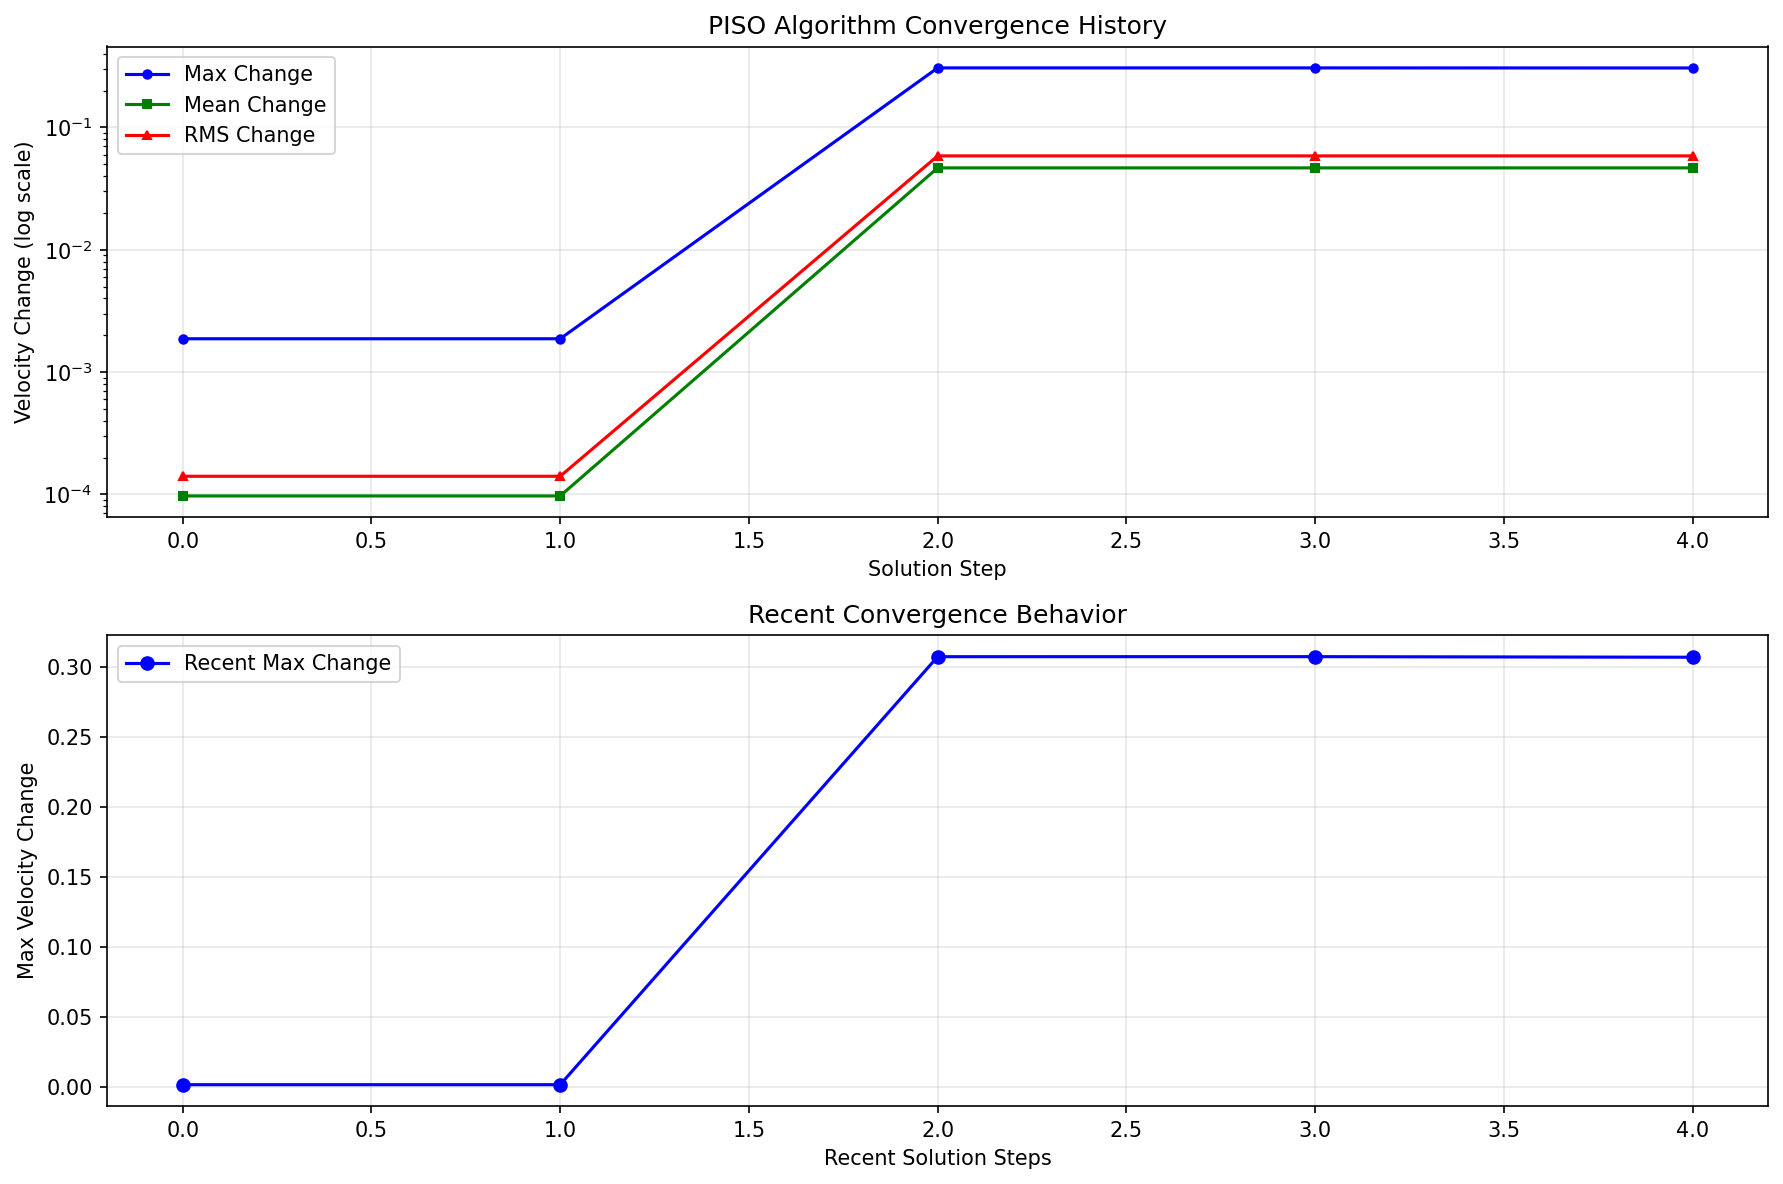 PISO Algorithm Convergence History
Max Change
Mean Change
RMS Change
Velocity Change (log scale)
10⁻¹
10⁻²
10⁻³
10⁻⁴
0.0 0.5 1.0 1.5 2.0 2.5 3.0 3.5 4.0
Solution Step
Recent Convergence Behavior
Recent Max Change
Max Velocity Change
0.30
0.25
0.20
0.15
0.10
0.05
0.00
0.0 0.5 1.0 1.5 2.0 2.5 3.0 3.5 4.0
Recent Solution Steps